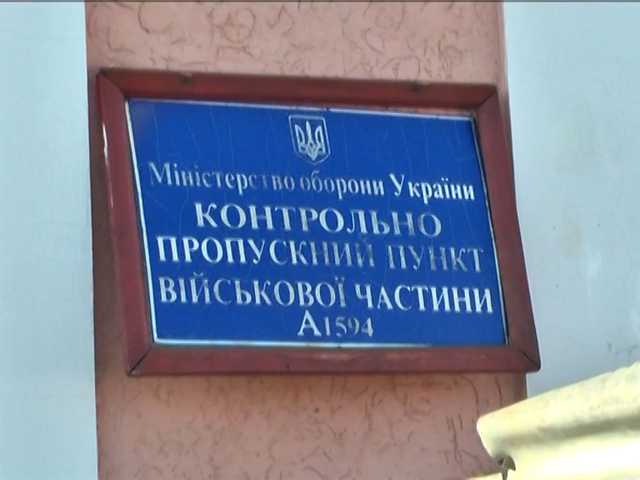 Міністерство оборони України
КОНТРОЛЬНО
ПРОПУСКНИЙ ПУНКТ
ВІЙСЬКОВОЇ ЧАСТИНИ
А1594